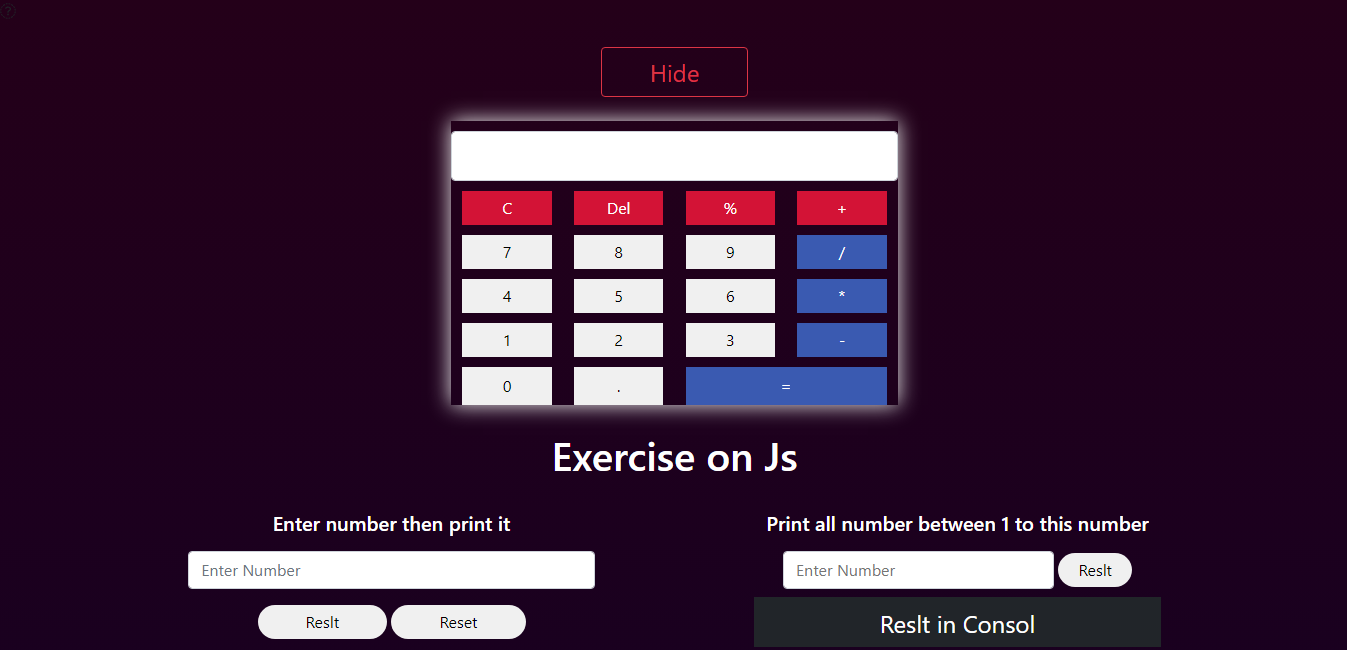 ?
Hide
C Del % +
7 8 9 /
4 5 6 *
1 2 3 -
0 . =
Exercise on Js
Enter number then print it
Enter Number
Reslt Reset
Print all number between 1 to this number
Enter Number Reslt
Reslt in Consol